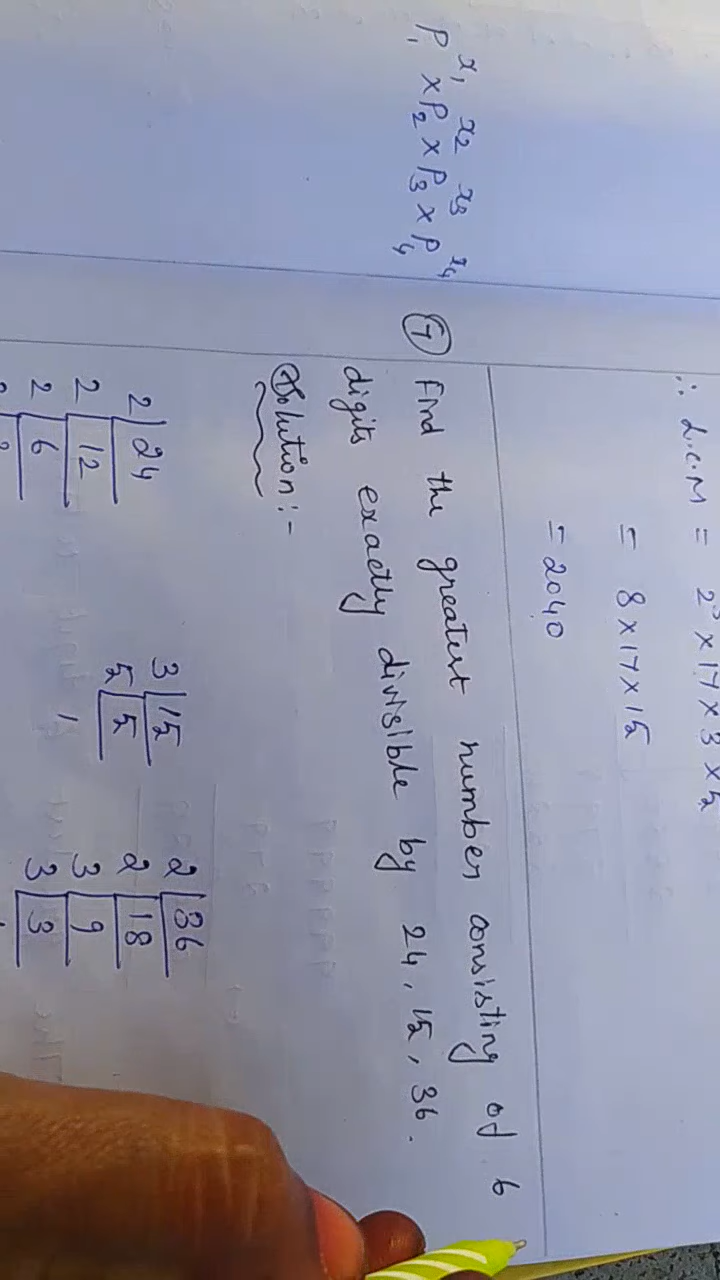 ∴ L.C.M = 2³ × 17 × 3 × 5
= 8 × 17 × 15
= 2040
P₁^x₁ × P₂^x₂ × P₃^x₃ × P₄^x₄
⑦ Find the greatest number consisting of 6
digits exactly divisible by 24, 15, 36.
Solution :-
2 | 24
2 | 12
2 | 6
3 | 15
5 | 5
1
2 | 36
2 | 18
3 | 9
3 | 3